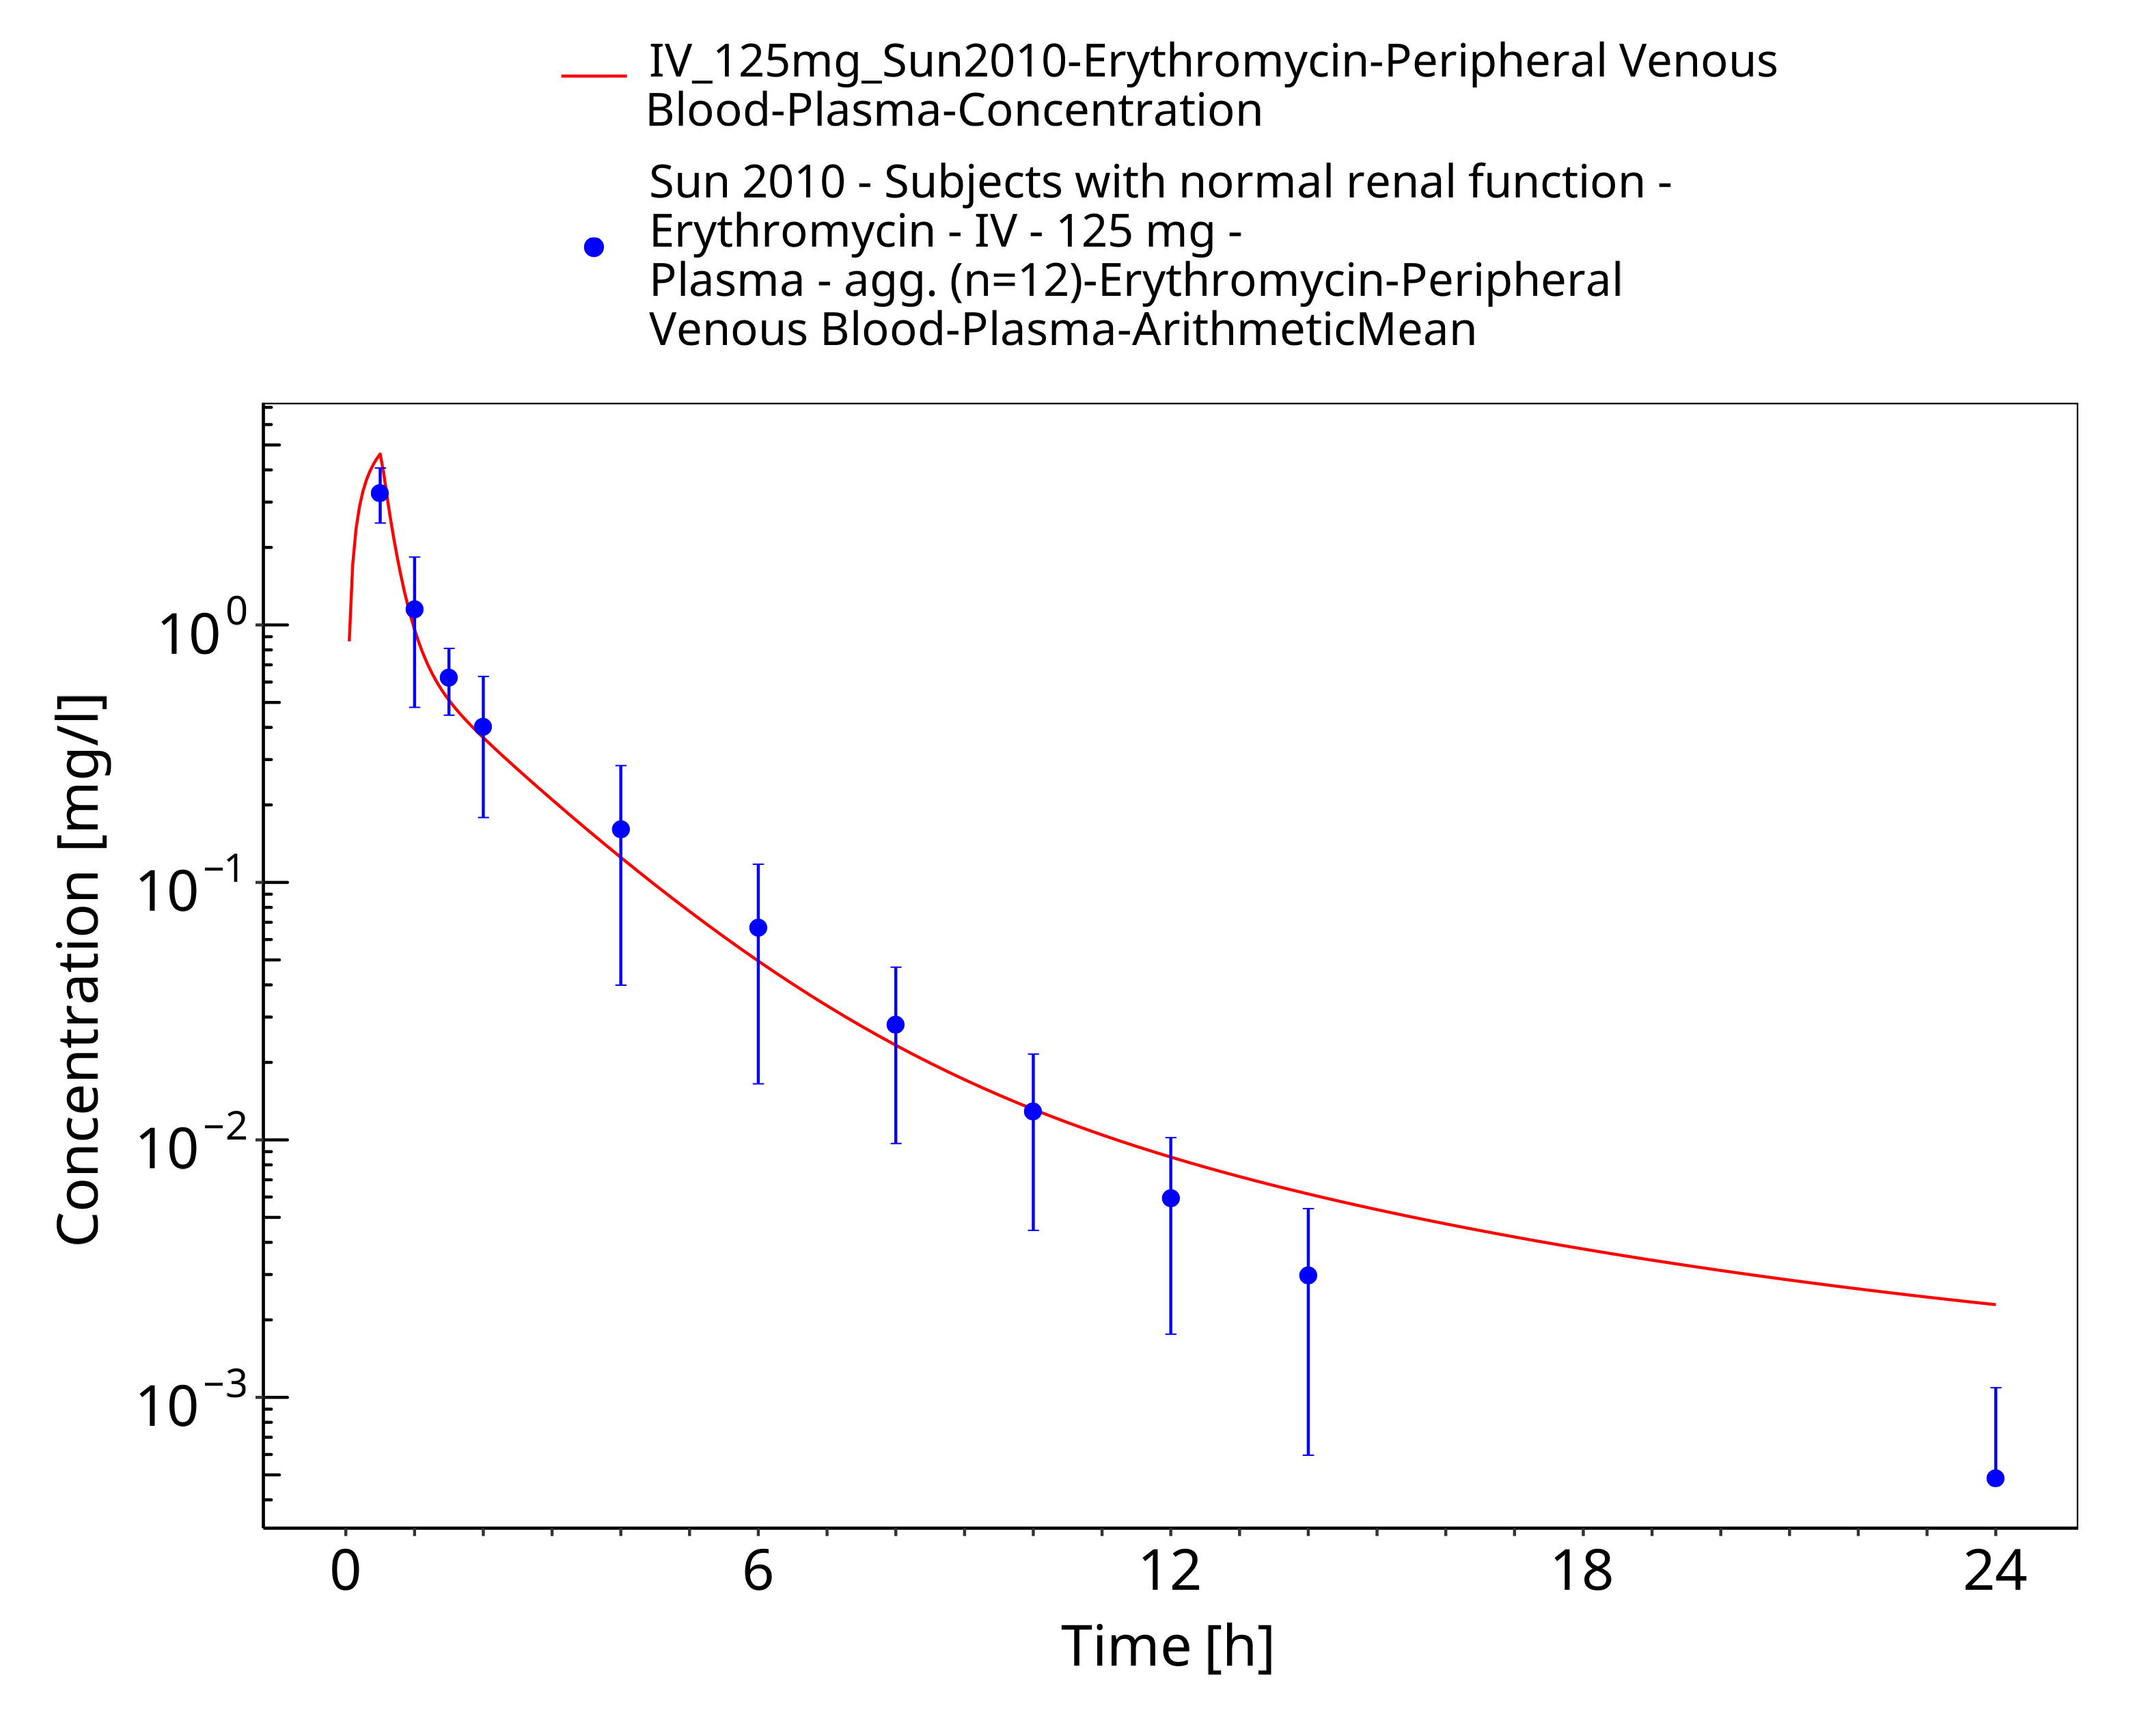 IV_125mg_Sun2010-Erythromycin-Peripheral Venous
Blood-Plasma-Concentration
Sun 2010 - Subjects with normal renal function -
Erythromycin - IV - 125 mg -
Plasma - agg. (n=12)-Erythromycin-Peripheral
Venous Blood-Plasma-ArithmeticMean
10⁰
10⁻¹
10⁻²
10⁻³
Concentration [mg/l]
0 6 12 18 24
Time [h]